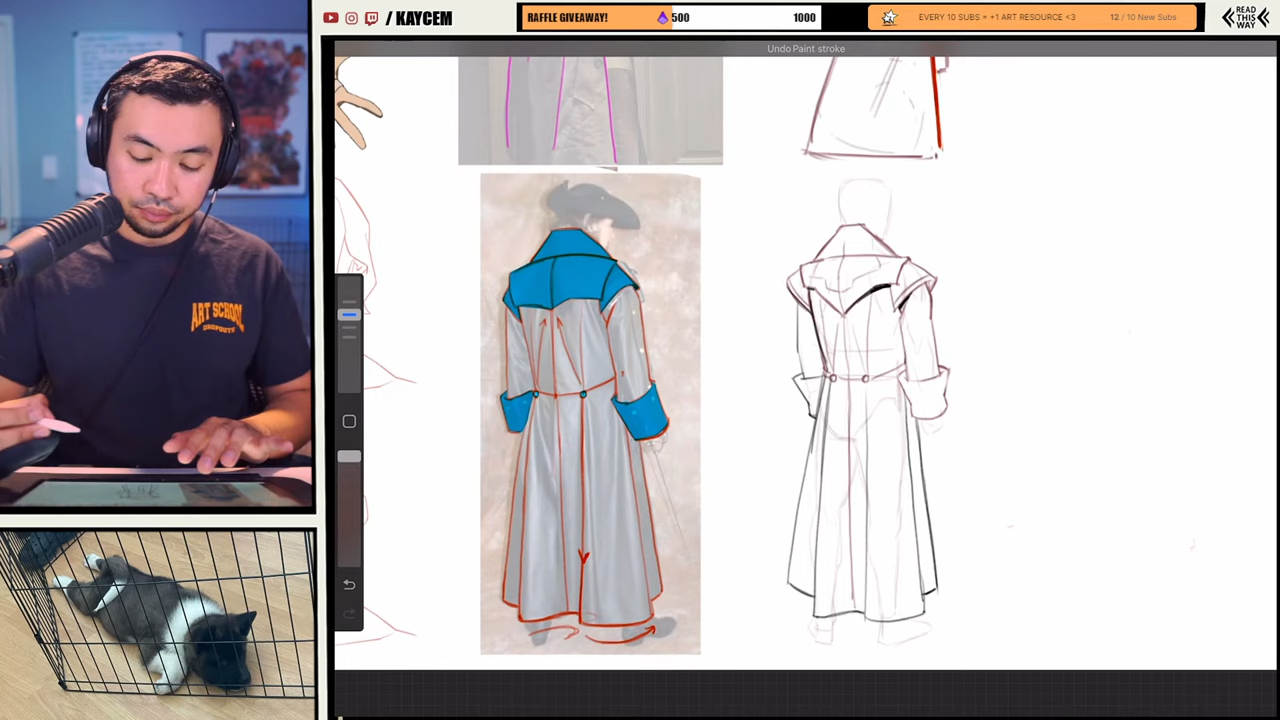 / KAYCEM
RAFFLE GIVEAWAY!
500
1000
EVERY 10 SUBS = +1 ART RESOURCE <3
12 / 10 New Subs
READ
THIS
WAY
Undo Paint stroke
ART SCHOOL
DROPOUTS